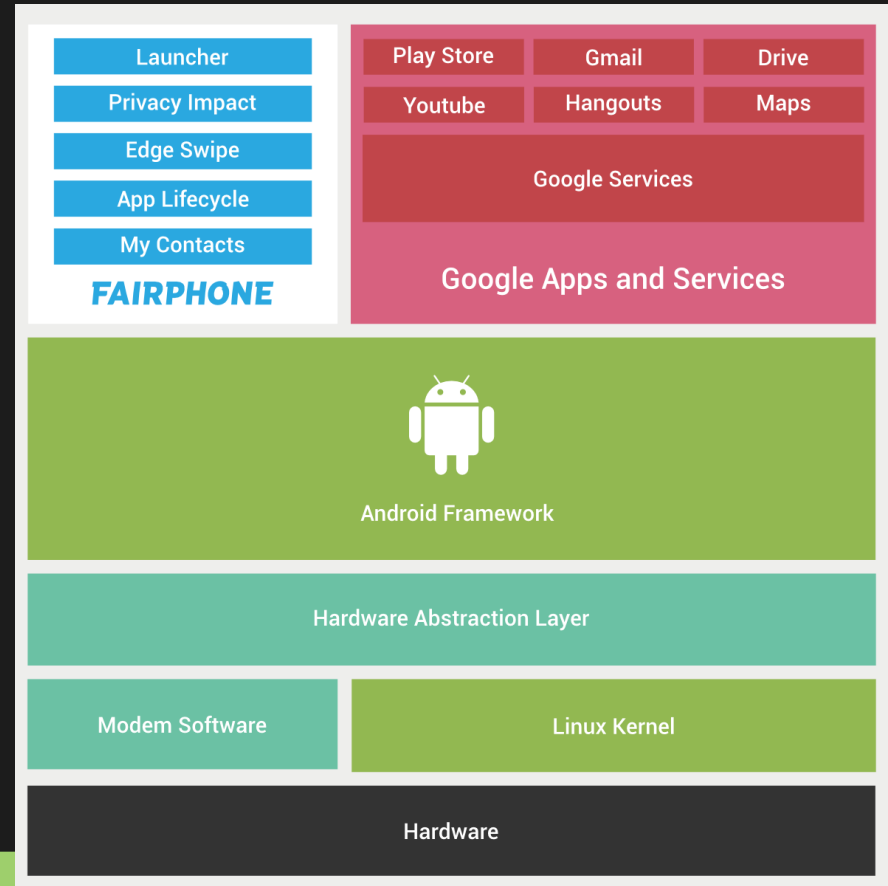 Launcher
Privacy Impact
Edge Swipe
App Lifecycle
My Contacts
FAIRPHONE
Play Store
Gmail
Drive
Youtube
Hangouts
Maps
Google Services
Google Apps and Services
Android Framework
Hardware Abstraction Layer
Modem Software
Linux Kernel
Hardware